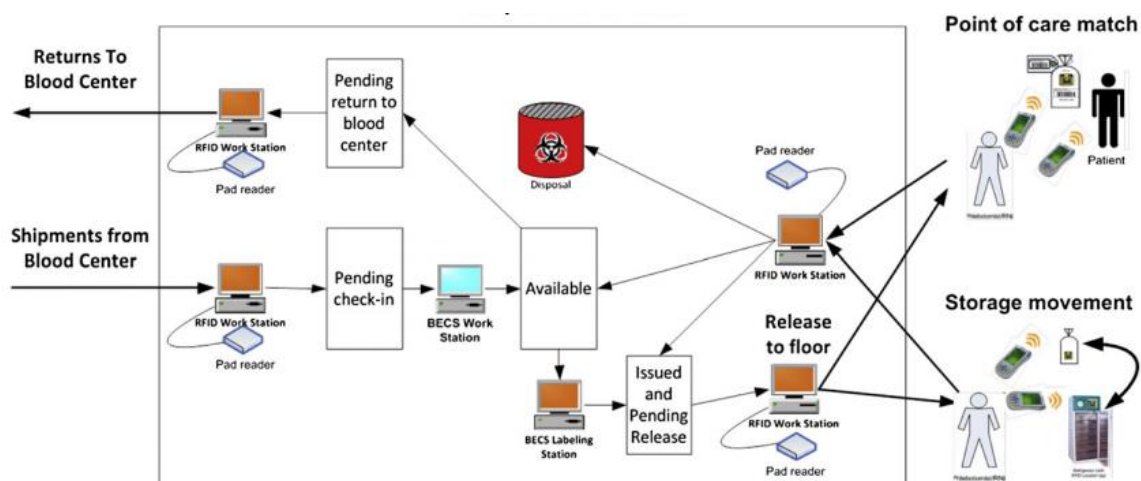 Point of care match
Returns To
Blood Center
Pending
return to
blood
center
RFID Work Station
Pad reader
Disposal
Pad reader
Patient
RFID Work Station
Shipments from
Blood Center
Pending
check-in
Available
RFID Work Station
Pad reader
BECS Work
Station
Storage movement
Release
to floor
Issued
and
Pending
Release
BECS Labeling
Station
RFID Work Station
Pad reader